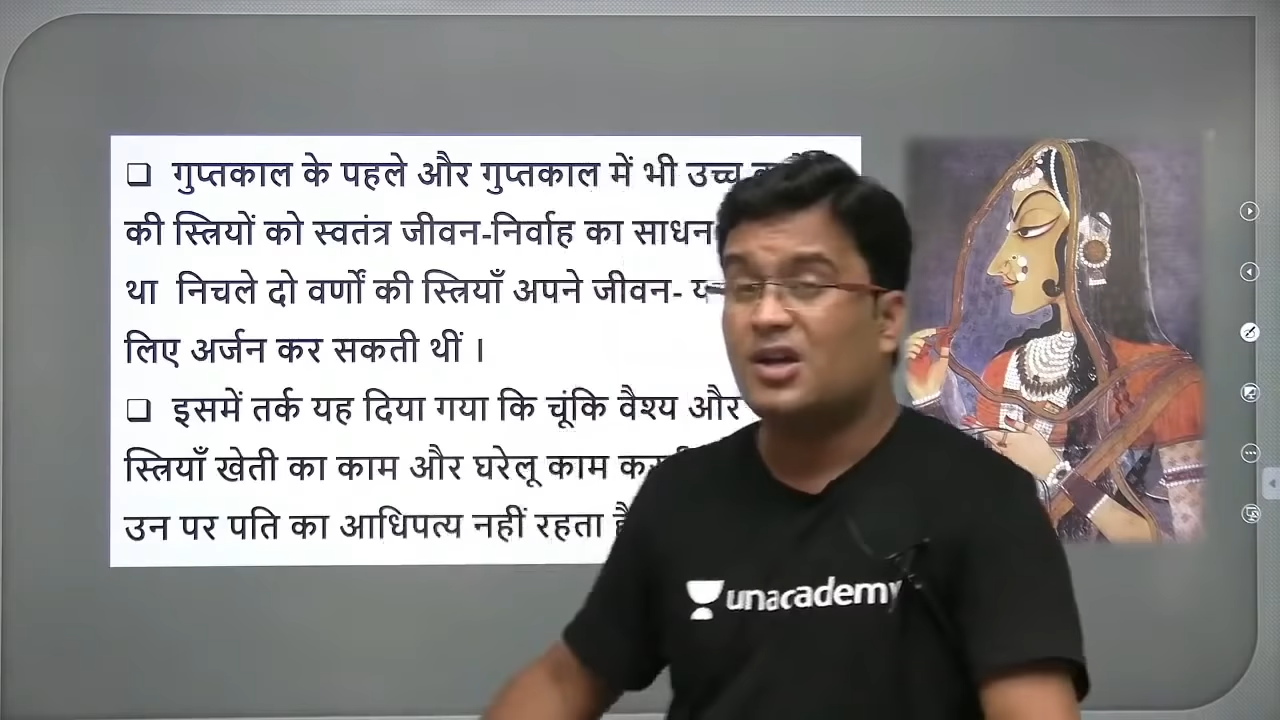 ❑ गुप्तकाल के पहले और गुप्तकाल में भी उच्च
की स्त्रियों को स्वतंत्र जीवन-निर्वाह का साधन
था निचले दो वर्णों की स्त्रियाँ अपने जीवन-
लिए अर्जन कर सकती थीं ।
❑ इसमें तर्क यह दिया गया कि चूंकि वैश्य और
स्त्रियाँ खेती का काम और घरेलू काम
उन पर पति का आधिपत्य नहीं रहता
unacademy